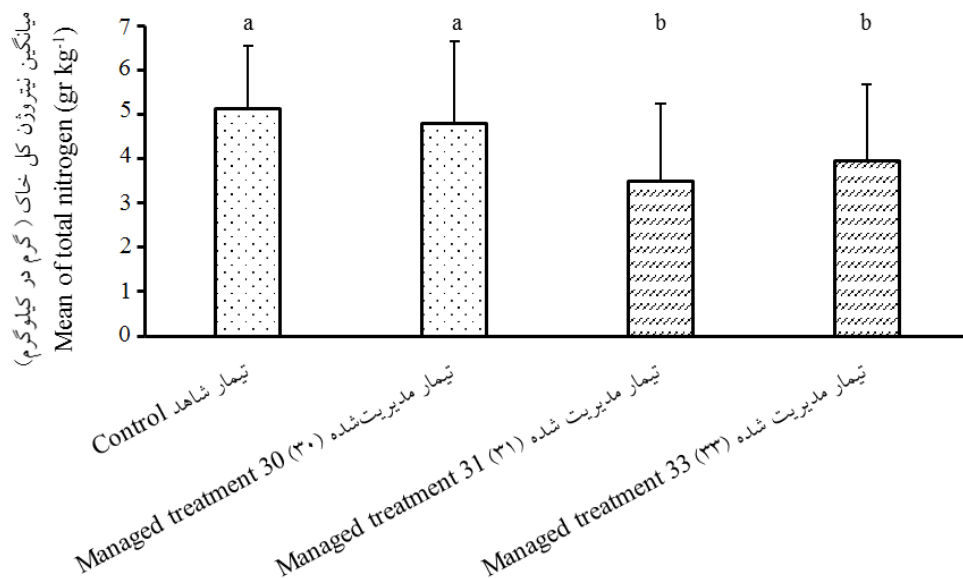 میانگین نیتروژن کل خاک (گرم در کیلوگرم)
Mean of total nitrogen (gr kg-1)
7
6
5
4
3
2
1
0
a
a
b
b
تیمار شاهد Control
تیمار مدیریت‌شده (۳۰) Managed treatment 30
تیمار مدیریت شده (۳۱) Managed treatment 31
تیمار مدیریت شده (۳۳) Managed treatment 33